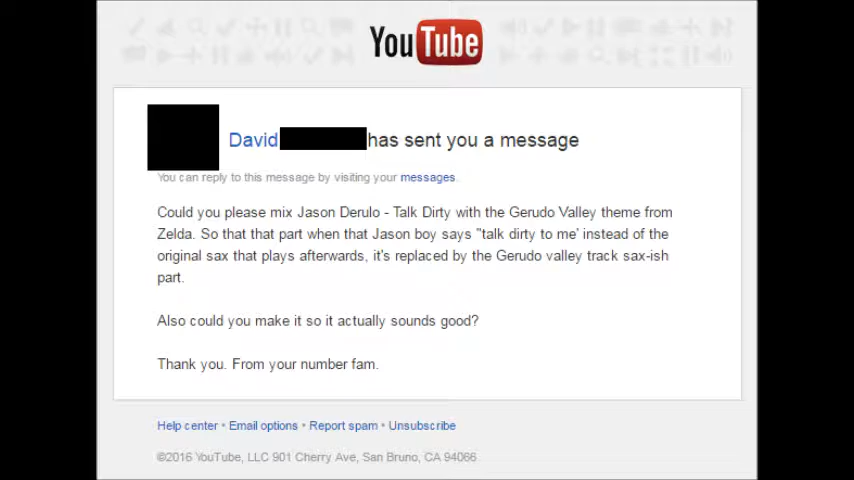 YouTube
David has sent you a message
You can reply to this message by visiting your messages.
Could you please mix Jason Derulo - Talk Dirty with the Gerudo Valley theme from
Zelda. So that that part when that Jason boy says "talk dirty to me' instead of the
original sax that plays afterwards, it's replaced by the Gerudo valley track sax-ish
part.
Also could you make it so it actually sounds good?
Thank you. From your number fam.
Help center • Email options • Report spam • Unsubscribe
©2016 YouTube, LLC 901 Cherry Ave, San Bruno, CA 94066